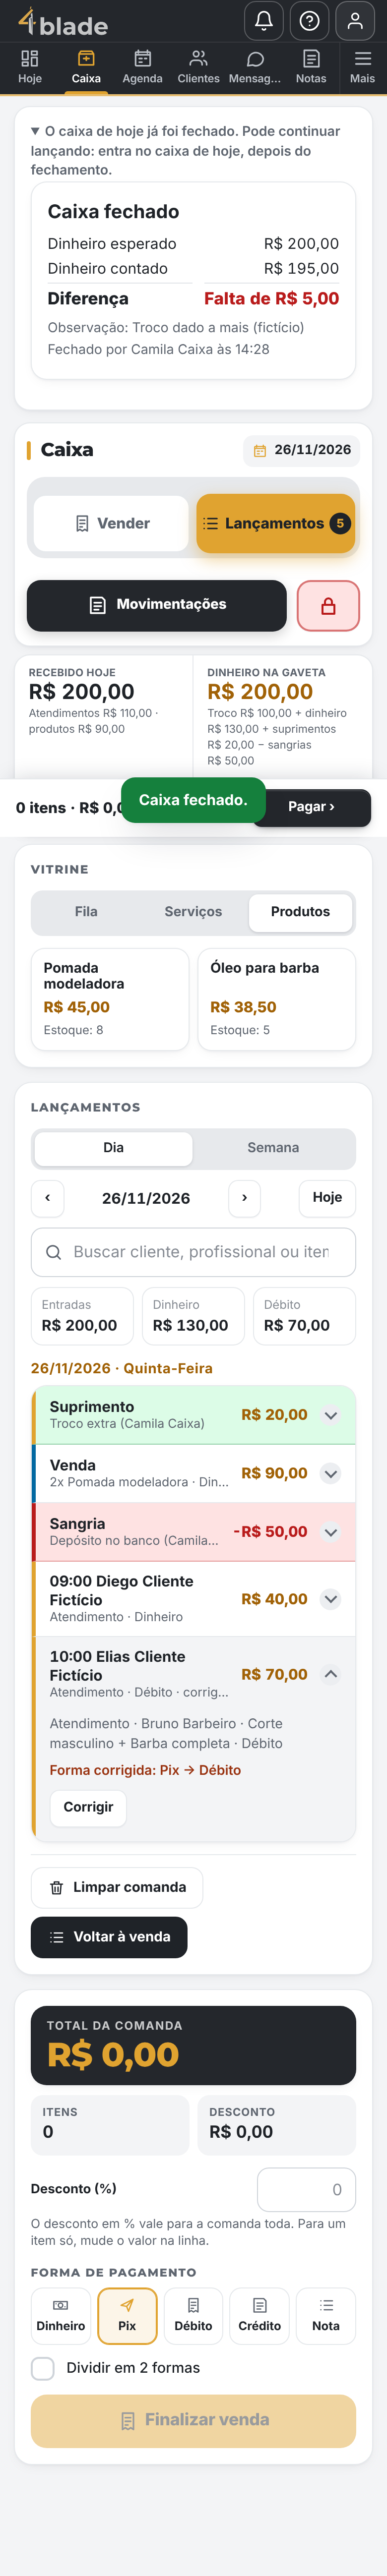 4blade
Hoje
Caixa
Agenda
Clientes
Mensag...
Notas
Mais
▼ O caixa de hoje já foi fechado. Pode continuar
lançando: entra no caixa de hoje, depois do
fechamento.
Caixa fechado
Dinheiro esperado R$ 200,00
Dinheiro contado R$ 195,00
Diferença Falta de R$ 5,00
Observação: Troco dado a mais (fictício)
Fechado por Camila Caixa às 14:28
Caixa
26/11/2026
Vender
Lançamentos 5
Movimentações
RECEBIDO HOJE
R$ 200,00
Atendimentos R$ 110,00 ·
produtos R$ 90,00
DINHEIRO NA GAVETA
R$ 200,00
Troco R$ 100,00 + dinheiro
R$ 130,00 + suprimentos
R$ 20,00 − sangrias
R$ 50,00
0 itens · R$ 0,0
Caixa fechado.
Pagar ›
VITRINE
Fila
Serviços
Produtos
Pomada
modeladora
R$ 45,00
Estoque: 8
Óleo para barba
R$ 38,50
Estoque: 5
LANÇAMENTOS
Dia
Semana
‹ 26/11/2026 › Hoje
Buscar cliente, profissional ou iter
Entradas
R$ 200,00
Dinheiro
R$ 130,00
Débito
R$ 70,00
26/11/2026 · Quinta-Feira
Suprimento
Troco extra (Camila Caixa)
R$ 20,00
Venda
2x Pomada modeladora · Din...
R$ 90,00
Sangria
Depósito no banco (Camila...
-R$ 50,00
09:00 Diego Cliente
Fictício
Atendimento · Dinheiro
R$ 40,00
10:00 Elias Cliente
Fictício
Atendimento · Débito · corrig...
R$ 70,00
Atendimento · Bruno Barbeiro · Corte
masculino + Barba completa · Débito
Forma corrigida: Pix → Débito
Corrigir
Limpar comanda
Voltar à venda
TOTAL DA COMANDA
R$ 0,00
ITENS
0
DESCONTO
R$ 0,00
Desconto (%)
0
O desconto em % vale para a comanda toda. Para um
item só, mude o valor na linha.
FORMA DE PAGAMENTO
Dinheiro
Pix
Débito
Crédito
Nota
Dividir em 2 formas
Finalizar venda